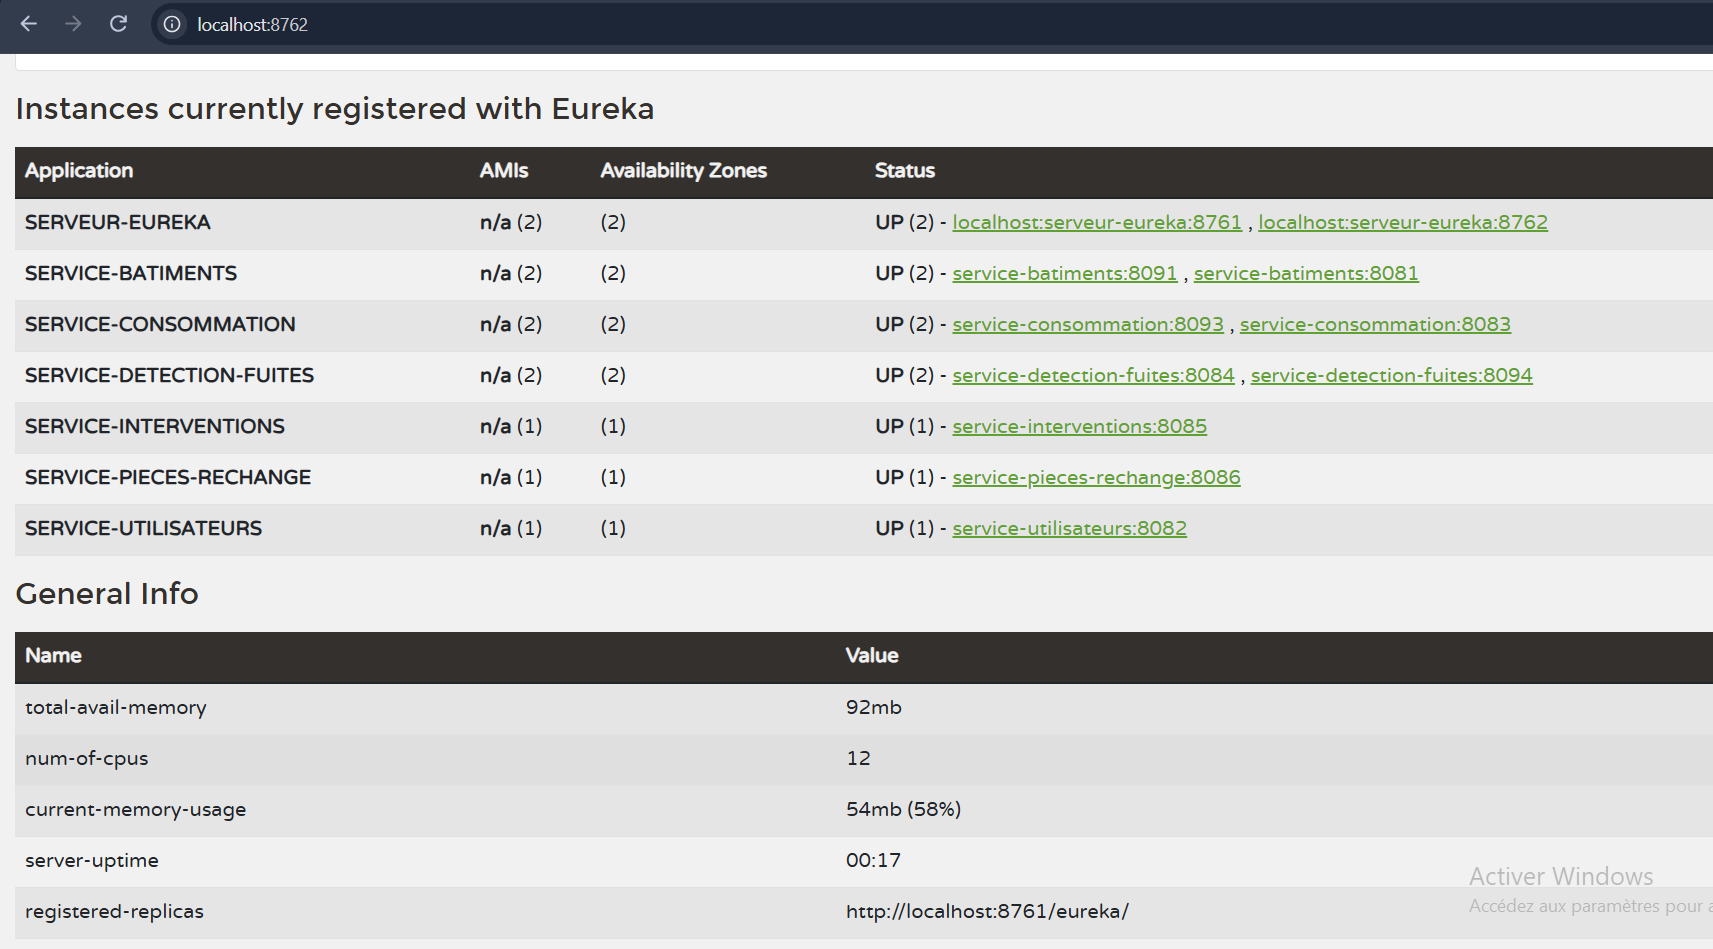 localhost:8762
Instances currently registered with Eureka
Application AMIs Availability Zones Status
SERVEUR-EUREKA n/a (2) (2) UP (2) - localhost:serveur-eureka:8761 , localhost:serveur-eureka:8762
SERVICE-BATIMENTS n/a (2) (2) UP (2) - service-batiments:8091 , service-batiments:8081
SERVICE-CONSOMMATION n/a (2) (2) UP (2) - service-consommation:8093 , service-consommation:8083
SERVICE-DETECTION-FUITES n/a (2) (2) UP (2) - service-detection-fuites:8084 , service-detection-fuites:8094
SERVICE-INTERVENTIONS n/a (1) (1) UP (1) - service-interventions:8085
SERVICE-PIECES-RECHANGE n/a (1) (1) UP (1) - service-pieces-rechange:8086
SERVICE-UTILISATEURS n/a (1) (1) UP (1) - service-utilisateurs:8082
General Info
Name Value
total-avail-memory 92mb
num-of-cpus 12
current-memory-usage 54mb (58%)
server-uptime 00:17
registered-replicas http://localhost:8761/eureka/
Activer Windows
Accédez aux paramètres pour a